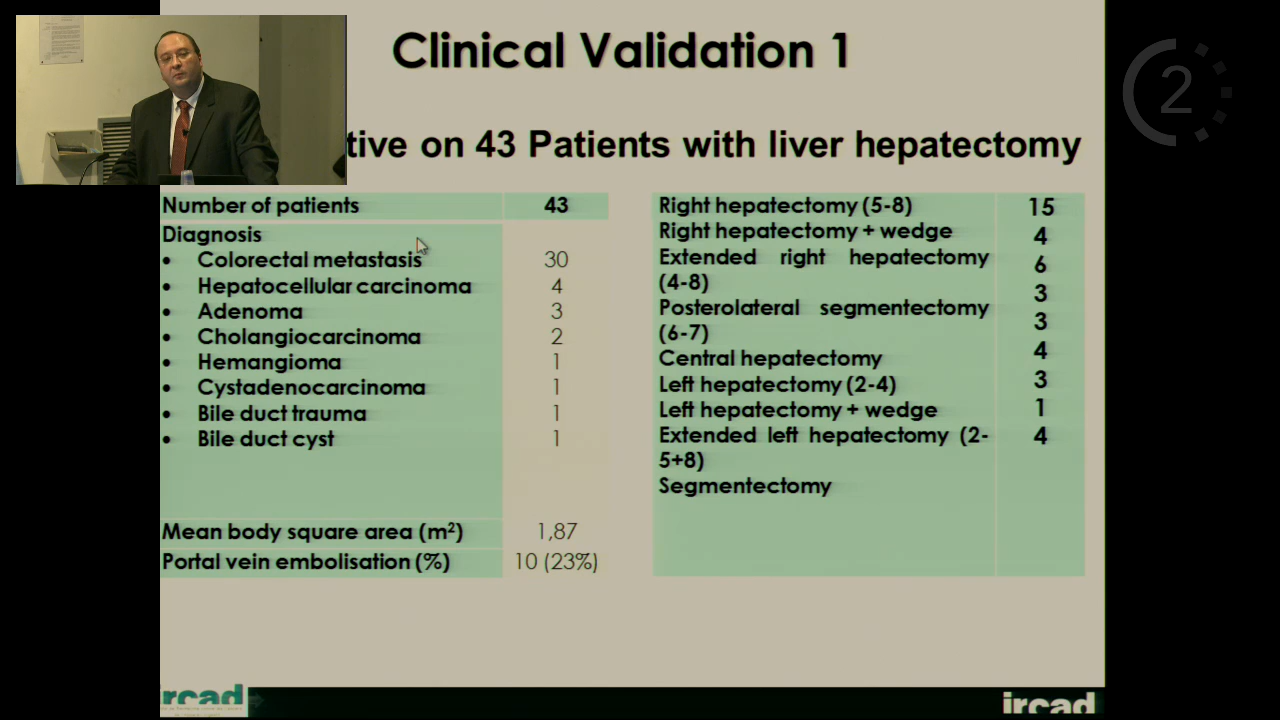 Clinical Validation 1
2
tive on 43 Patients with liver hepatectomy
Number of patients 43
Diagnosis
• Colorectal metastasis 30
• Hepatocellular carcinoma 4
• Adenoma 3
• Cholangiocarcinoma 2
• Hemangioma 1
• Cystadenocarcinoma 1
• Bile duct trauma 1
• Bile duct cyst 1
Mean body square area (m²) 1,87
Portal vein embolisation (%) 10 (23%)
Right hepatectomy (5-8) 15
Right hepatectomy + wedge 4
Extended right hepatectomy 6
(4-8) 3
Posterolateral segmentectomy 3
(6-7) 4
Central hepatectomy 3
Left hepatectomy (2-4) 1
Left hepatectomy + wedge 4
Extended left hepatectomy (2-
5+8)
Segmentectomy
ircad
ircad